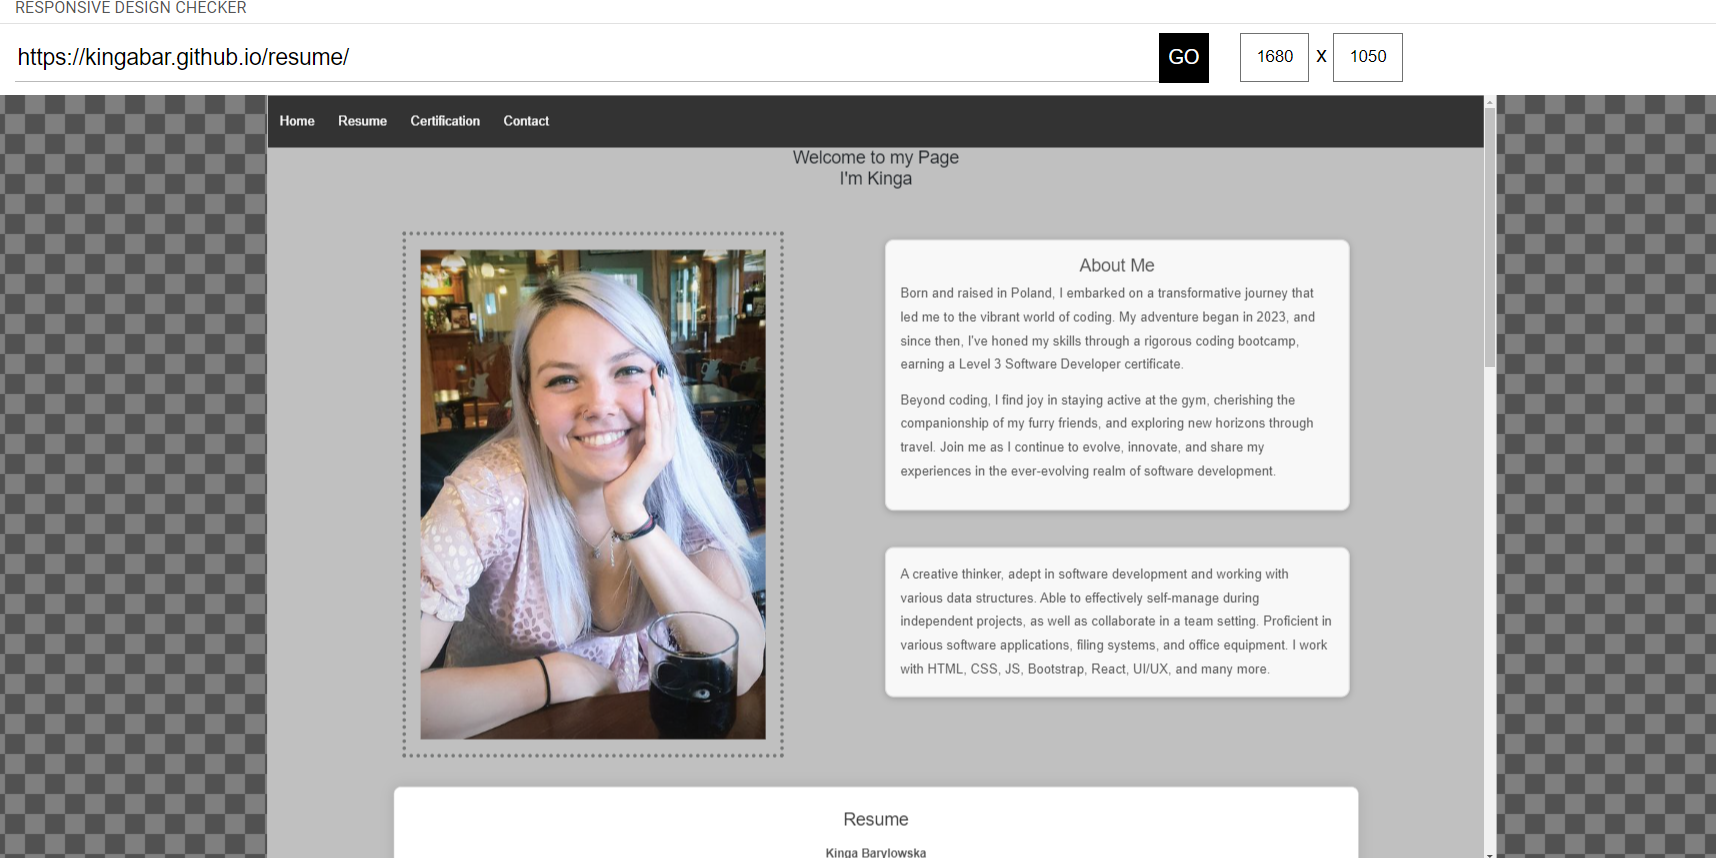 RESPONSIVE DESIGN CHECKER
https://kingabar.github.io/resume/
GO
1680 X 1050
Home Resume Certification Contact
Welcome to my Page
I'm Kinga
About Me
Born and raised in Poland, I embarked on a transformative journey that
led me to the vibrant world of coding. My adventure began in 2023, and
since then, I've honed my skills through a rigorous coding bootcamp,
earning a Level 3 Software Developer certificate.
Beyond coding, I find joy in staying active at the gym, cherishing the
companionship of my furry friends, and exploring new horizons through
travel. Join me as I continue to evolve, innovate, and share my
experiences in the ever-evolving realm of software development.
A creative thinker, adept in software development and working with
various data structures. Able to effectively self-manage during
independent projects, as well as collaborate in a team setting. Proficient in
various software applications, filing systems, and office equipment. I work
with HTML, CSS, JS, Bootstrap, React, UI/UX, and many more.
Resume
Kinga Barylowska